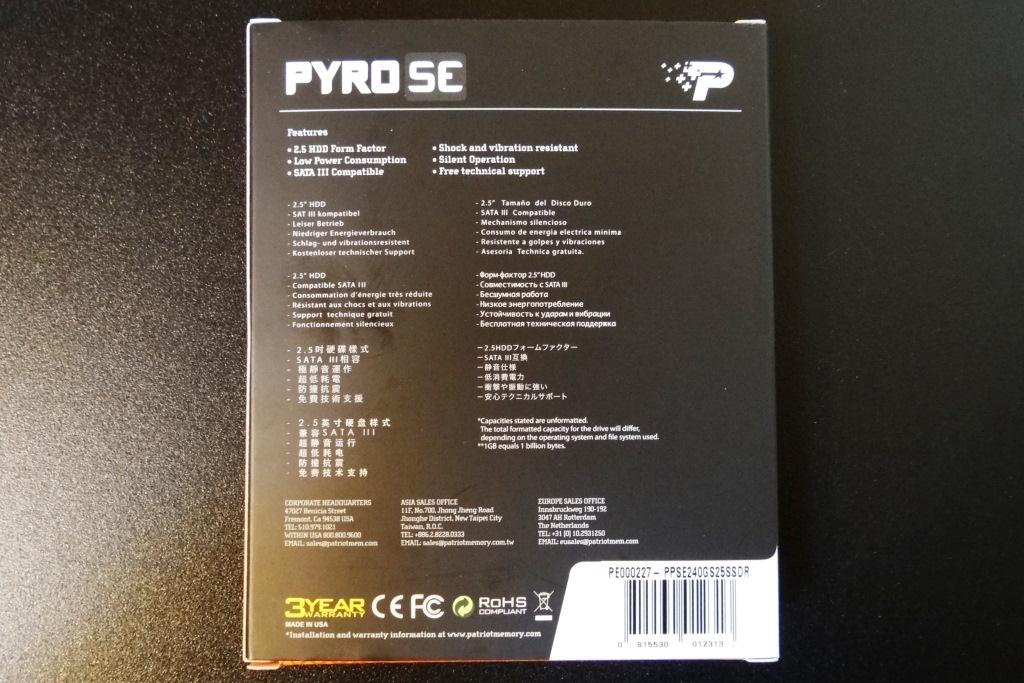 PYRO SE
P
Features
• 2.5 HDD Form Factor
• Low Power Consumption
• SATA III Compatible
• Shock and vibration resistant
• Silent Operation
• Free technical support
- 2.5" HDD
- SAT III kompatibel
- Leiser Betrieb
- Niedriger Energieverbrauch
- Schlag- und vibrationsresistent
- Kostenloser technischer Support
- 2.5" Tamaño del Disco Duro
- SATA III Compatible
- Mechanismo silencioso
- Consumo de energia electrica minima
- Resistente a golpes y vibraciones
- Asesoria Technica gratuita.
- 2.5" HDD
- Compatible SATA III
- Consommation d'énergie très réduite
- Résistant aux chocs et aux vibrations
- Support technique gratuit
- Fonctionnement silencieux
- Форм-фактор 2.5"HDD
- Совместимость с SATA III
- Бесшумная работа
- Низкое энергопотребление
- Устойчивость к ударам и вибрации
- Бесплатная техническая поддержка
- 2.5吋硬碟樣式
- SATA III相容
- 極靜音運作
- 超低耗電
- 防撞抗震
- 免費技術支援
－2.5HDDフォームファクター
－SATA III互換
－静音仕様
－低消費電力
－衝撃や振動に強い
－安心テクニカルサポート
- 2.5英寸硬盘样式
- 兼容SATA III
- 超静音运行
- 超低耗电
- 防撞抗震
- 免费技术支持
*Capacities stated are unformatted.
The total formatted capacity for the drive will differ,
depending on the operating system and file system used.
**1GB equals 1 billion bytes.
CORPORATE HEADQUARTERS
47027 Benicia Street
Fremont, Ca 94538 USA
TEL: 510.979.1021
WITHIN USA 800.800.9600
EMAIL: sales@patriotmem.com
ASIA SALES OFFICE
11F, No.700, Jhong Jheng Road
Jhonghe District, New Taipei City
Taiwan, R.O.C.
TEL: +886.2.8228.0333
EMAIL: sales@patriotmemory.com.tw
EUROPE SALES OFFICE
Innsbruckweg 190-192
3047 AH Rotterdam
The Netherlands
TEL: +31 (0) 10.2931250
EMAIL: eusales@patriotmem.com
3YEAR WARRANTY
CE FC RoHS COMPLIANT
MADE IN USA
*Installation and warranty information at www.patriotmemory.com
PE000227 - PPSE240GS25SSDR
0 815530 012313